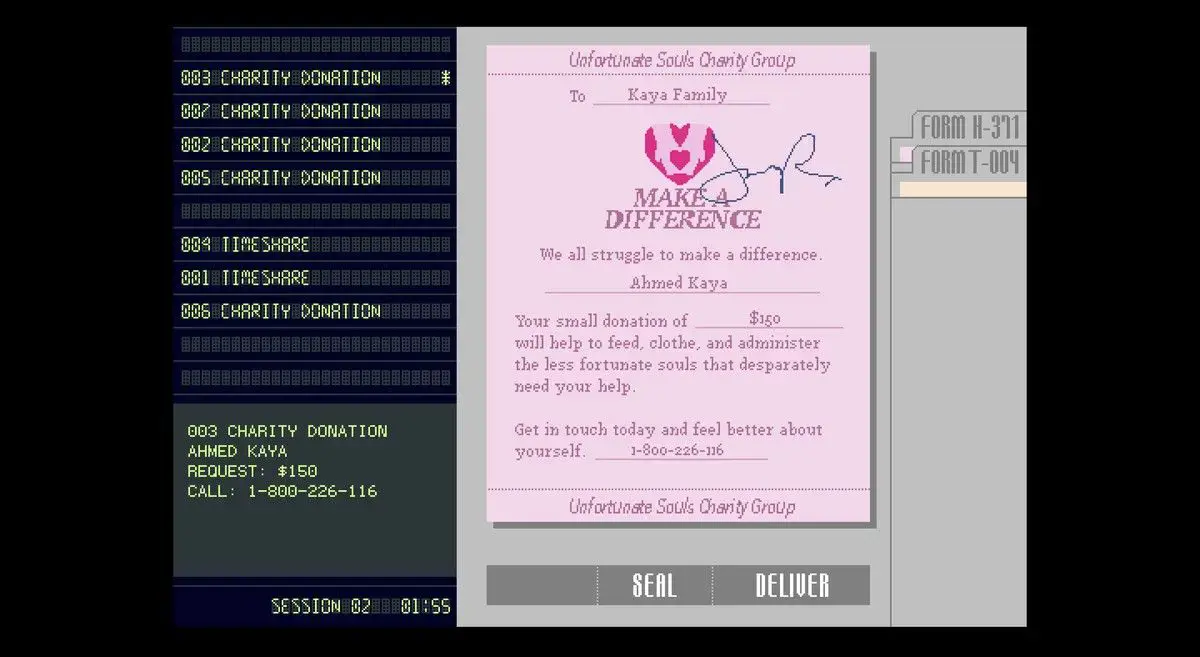 003 CHARITY DONATION *
007 CHARITY DONATION
002 CHARITY DONATION
005 CHARITY DONATION
004 TIMESHARE
001 TIMESHARE
006 CHARITY DONATION
003 CHARITY DONATION
AHMED KAYA
REQUEST: $150
CALL: 1-800-226-116
SESSION 02 01:55
Unfortunate Souls Charity Group
To Kaya Family
MAKE A
DIFFERENCE
We all struggle to make a difference.
Ahmed Kaya
Your small donation of $150
will help to feed, clothe, and administer
the less fortunate souls that desparately
need your help.
Get in touch today and feel better about
yourself. 1-800-226-116
Unfortunate Souls Charity Group
SEAL DELIVER
FORM H-371
FORM T-004